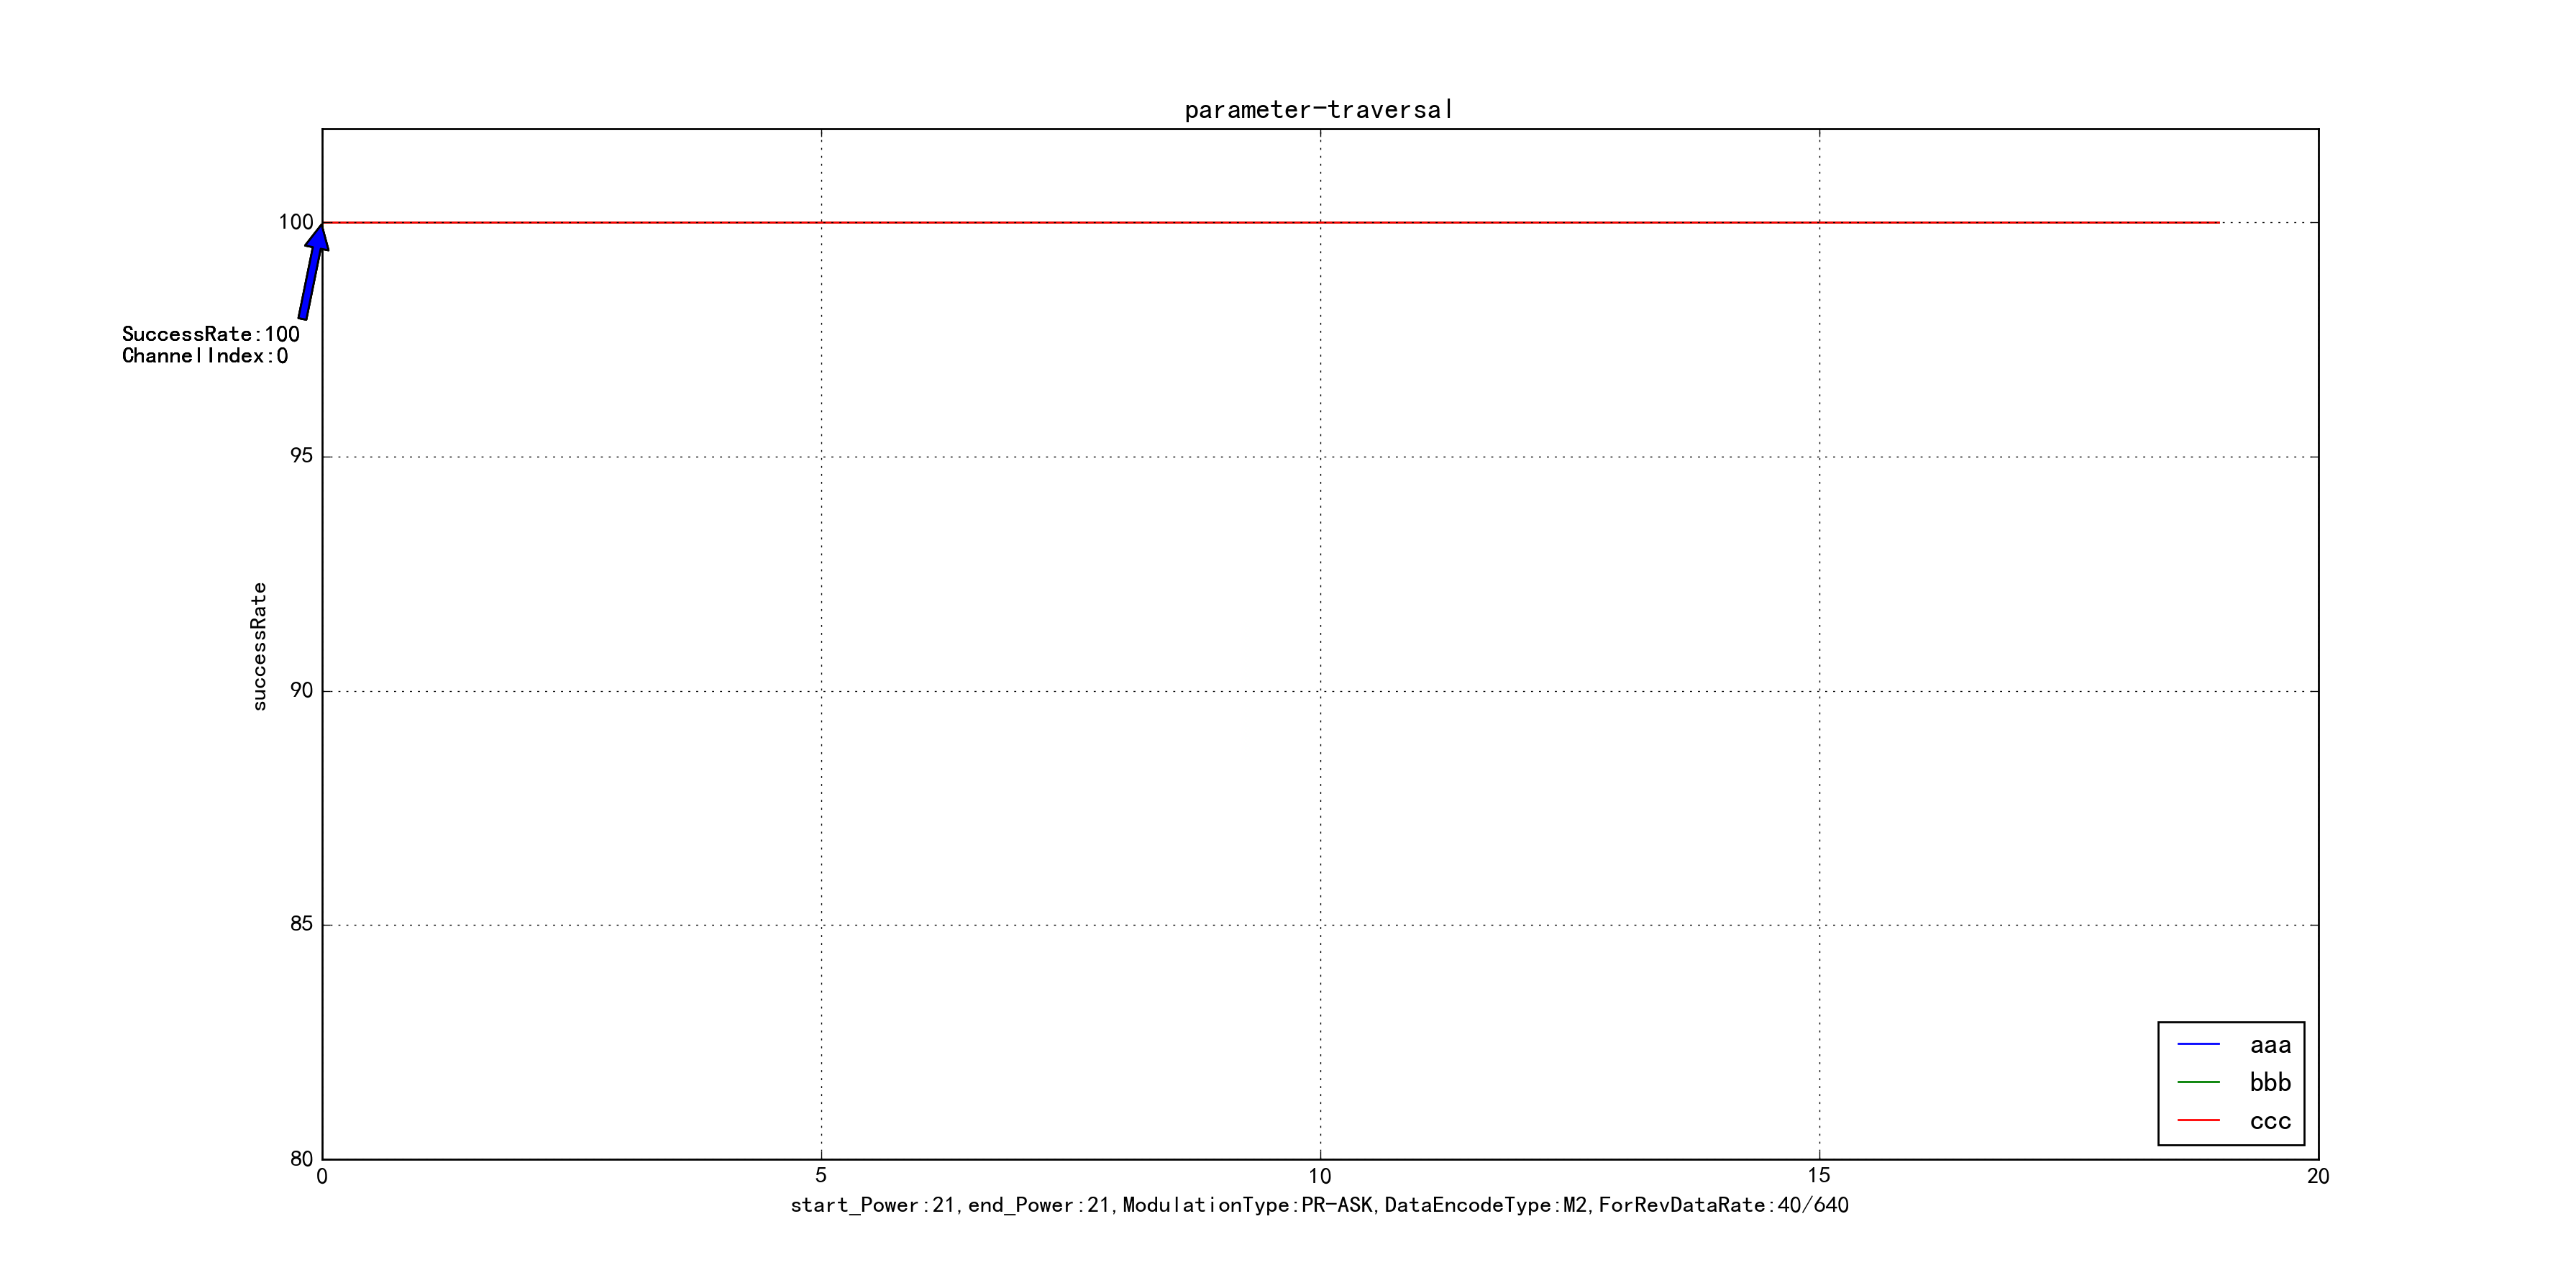 parameter-traversal
100
SuccessRate:100
ChannelIndex:0
95
successRate
90
85
80
aaa
bbb
ccc
0 5 10 15 20
start_Power:21,end_Power:21,ModulationType:PR-ASK,DataEncodeType:M2,ForRevDataRate:40/640